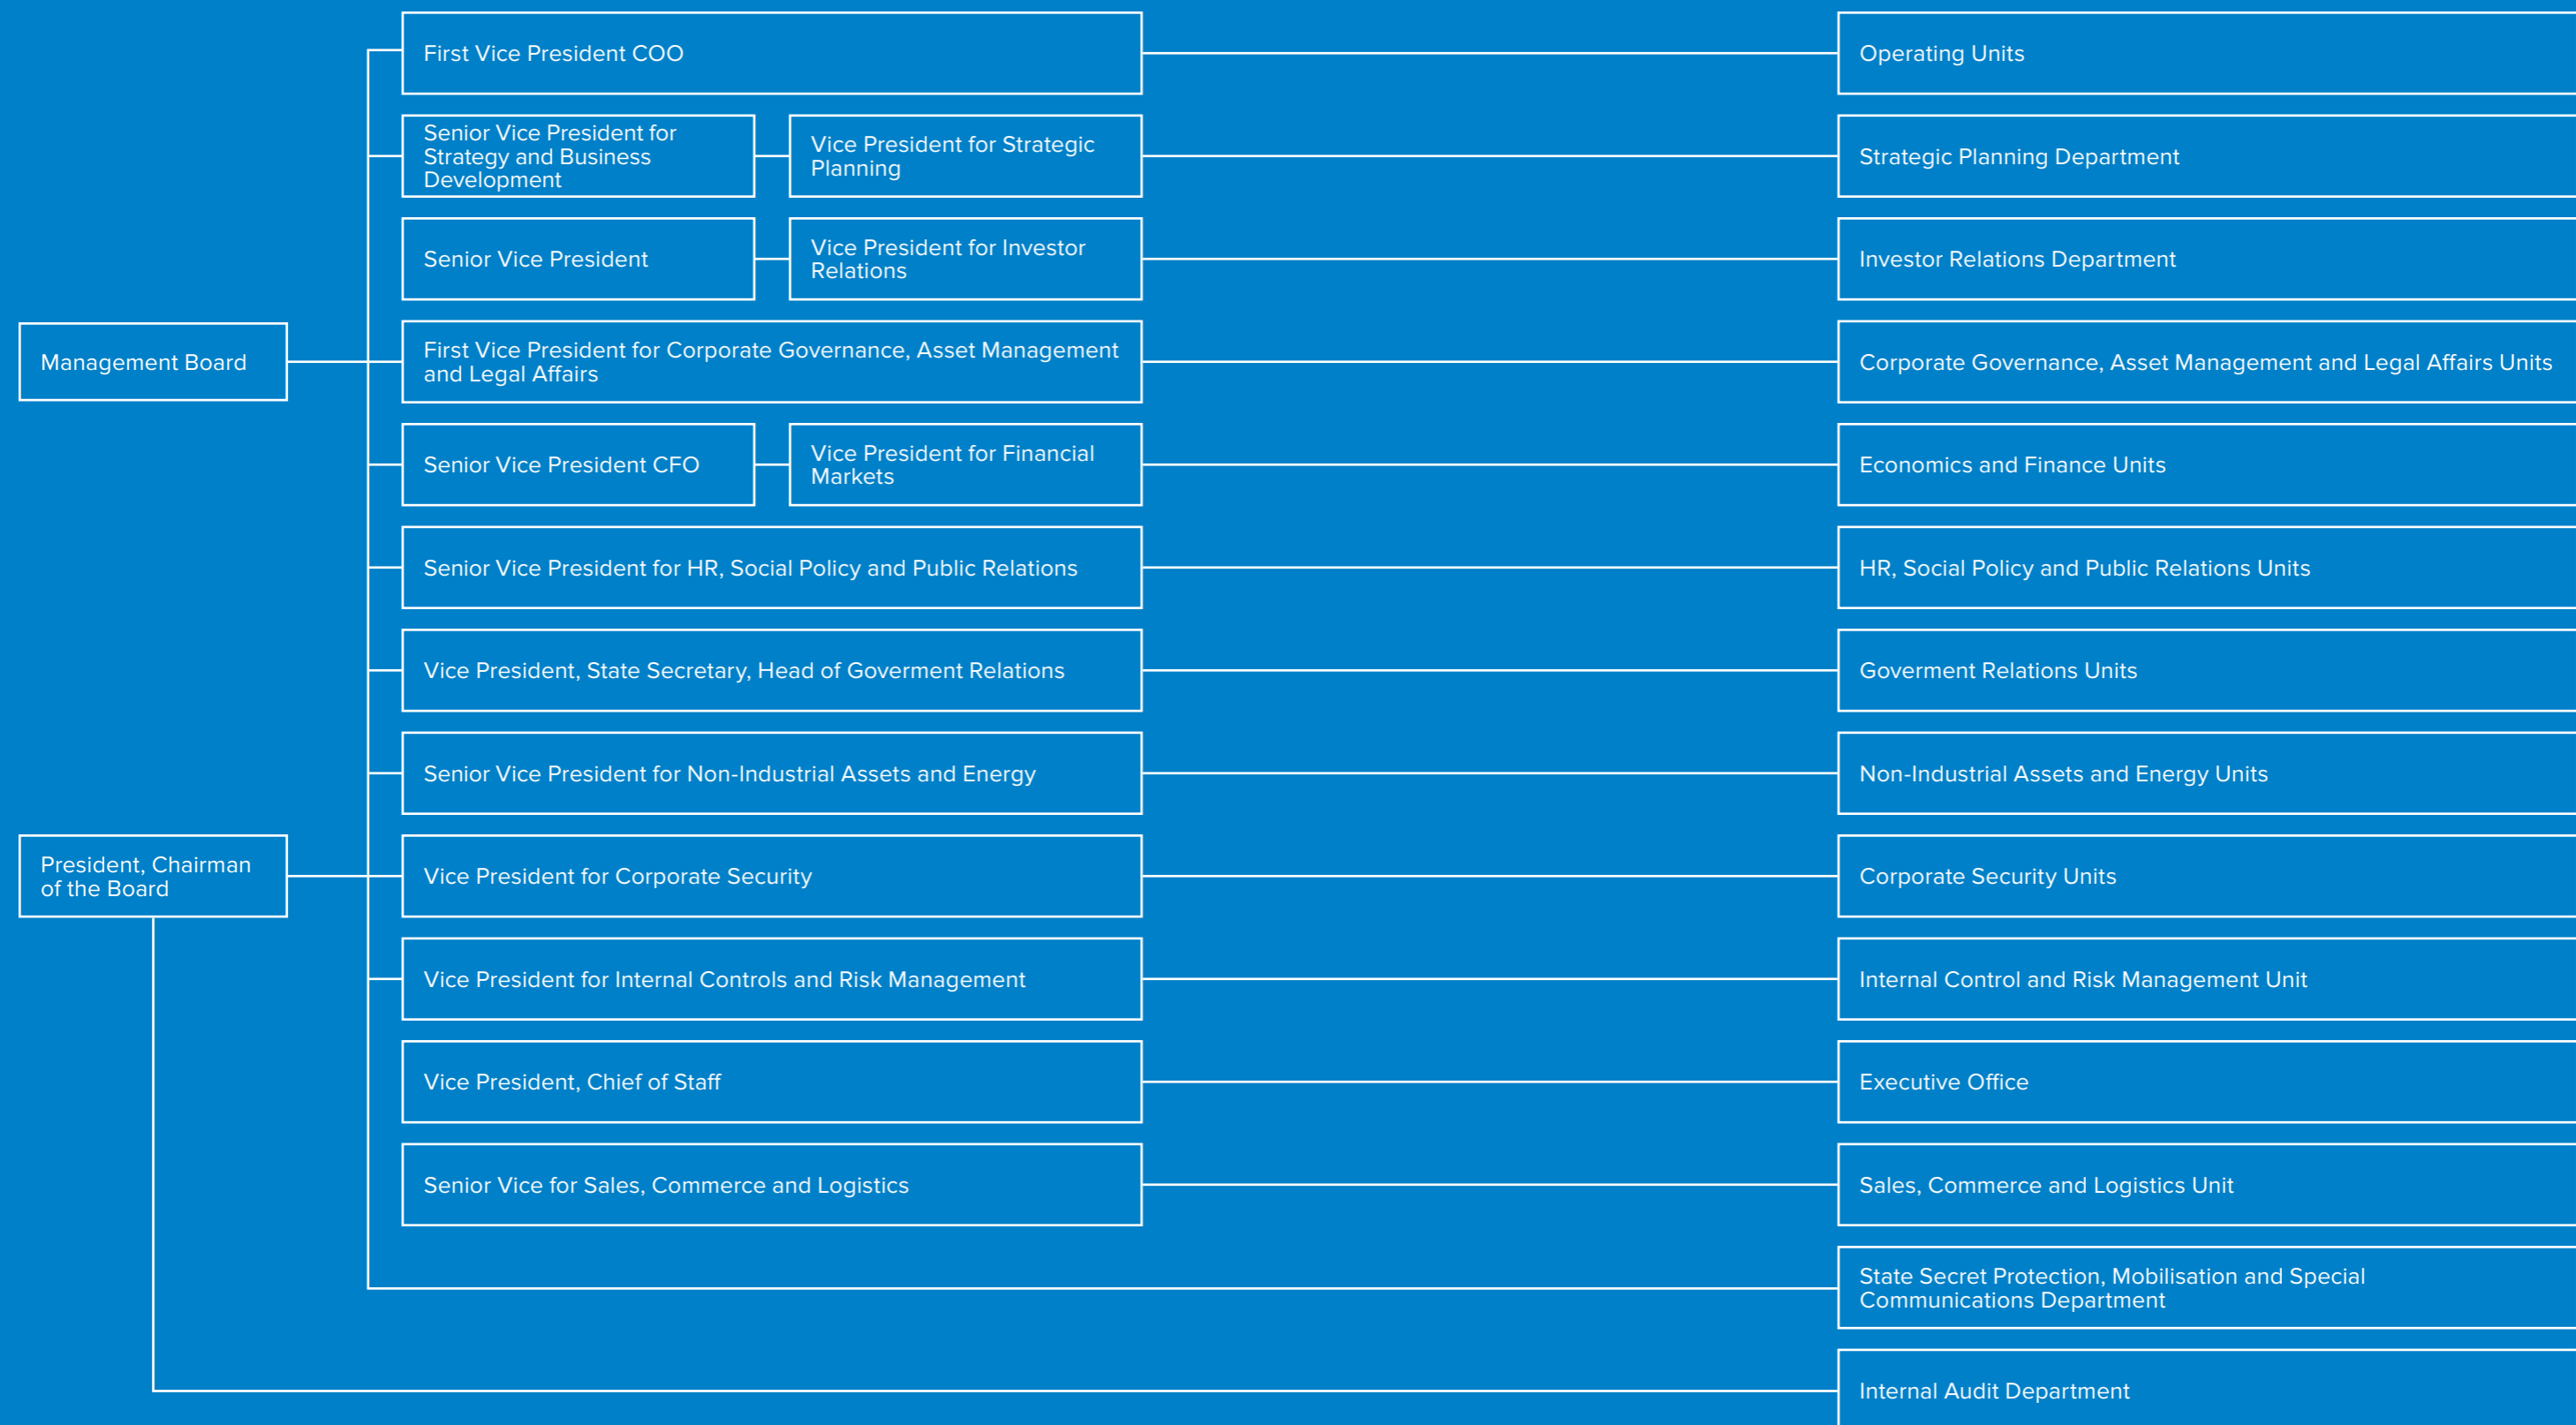 First Vice President COO
Operating Units
Senior Vice President for
Strategy and Business
Development
Vice President for Strategic
Planning
Strategic Planning Department
Senior Vice President
Vice President for Investor
Relations
Investor Relations Department
Management Board
First Vice President for Corporate Governance, Asset Management
and Legal Affairs
Corporate Governance, Asset Management and Legal Affairs Units
Senior Vice President CFO
Vice President for Financial
Markets
Economics and Finance Units
Senior Vice President for HR, Social Policy and Public Relations
HR, Social Policy and Public Relations Units
Vice President, State Secretary, Head of Goverment Relations
Goverment Relations Units
Senior Vice President for Non-Industrial Assets and Energy
Non-Industrial Assets and Energy Units
President, Chairman
of the Board
Vice President for Corporate Security
Corporate Security Units
Vice President for Internal Controls and Risk Management
Internal Control and Risk Management Unit
Vice President, Chief of Staff
Executive Office
Senior Vice for Sales, Commerce and Logistics
Sales, Commerce and Logistics Unit
State Secret Protection, Mobilisation and Special
Communications Department
Internal Audit Department